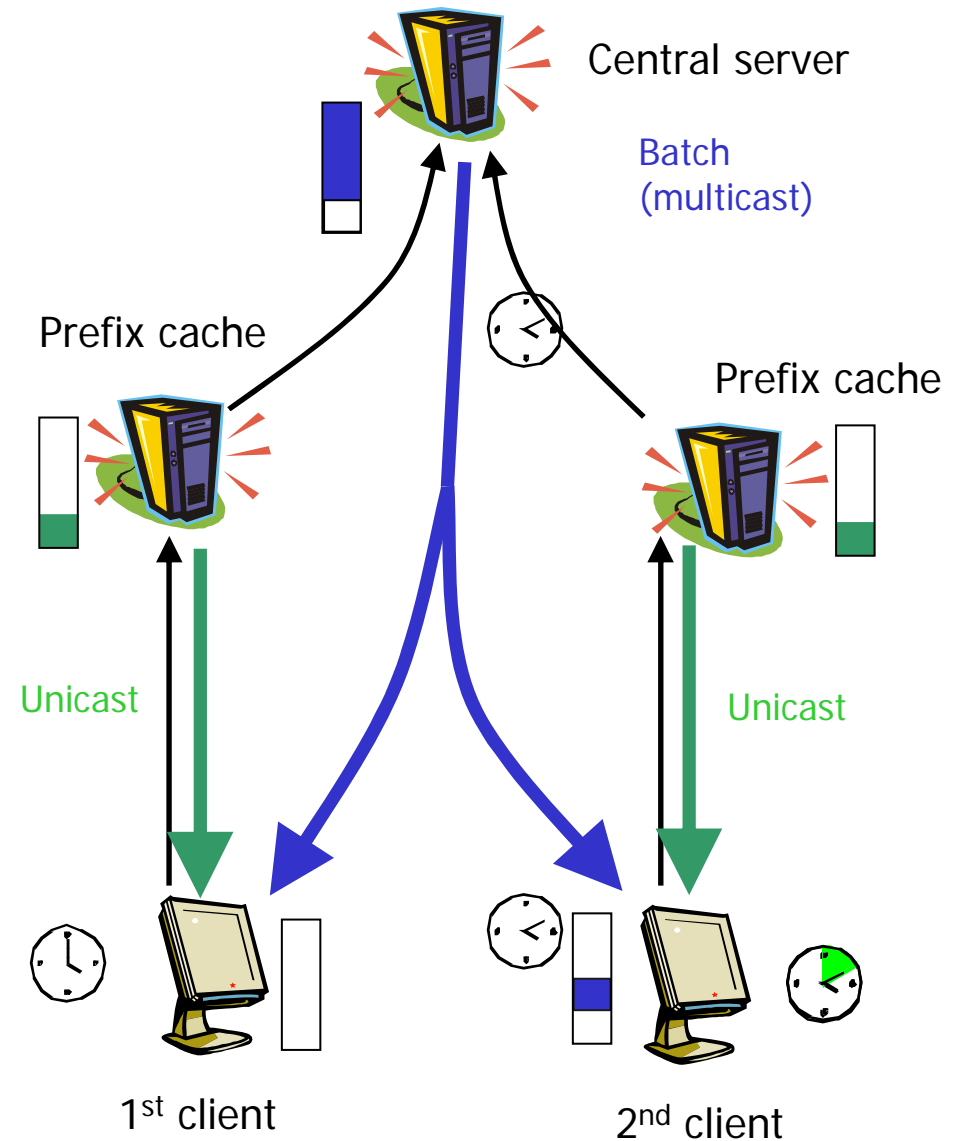 Central server
Batch
(multicast)
Prefix cache
Prefix cache
Unicast
Unicast
1st client
2nd client